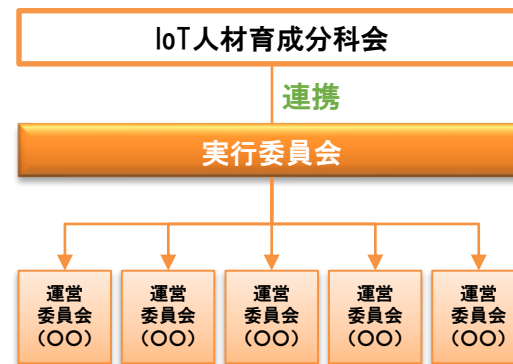 IoT人材育成分科会
連携
実行委員会
運営
委員会
(〇〇)
運営
委員会
(〇〇)
運営
委員会
(〇〇)
運営
委員会
(〇〇)
運営
委員会
(〇〇)